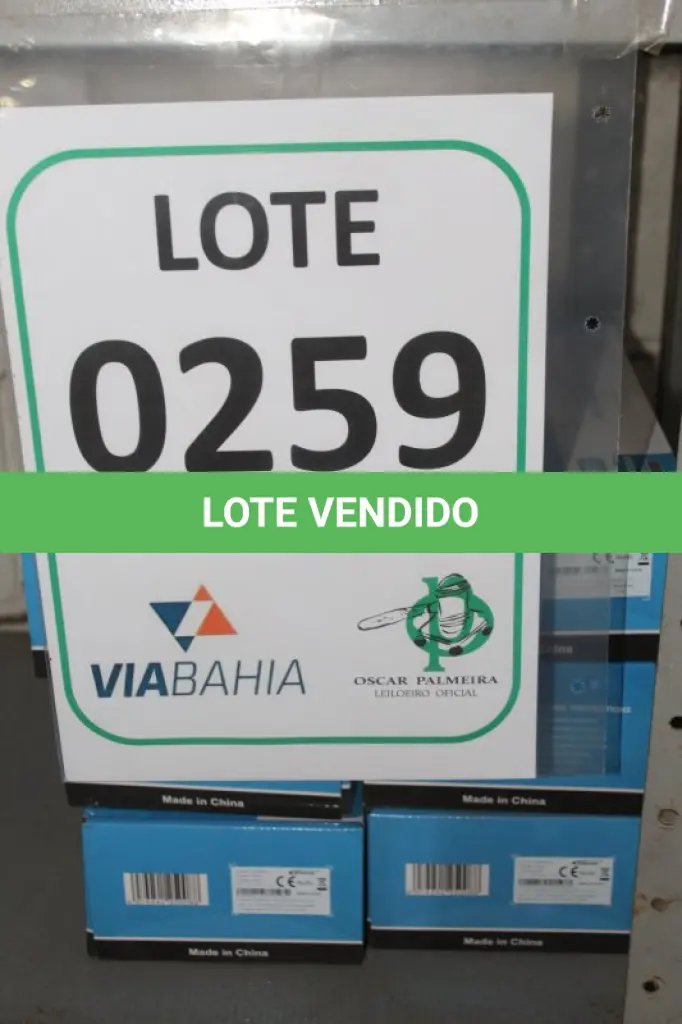 LOTE
0259
LOTE VENDIDO
VIABAHIA
OSCAR PALMEIRA
LEILOEIRO OFICIAL
Made in China
Made in China
Made in China
Made in China